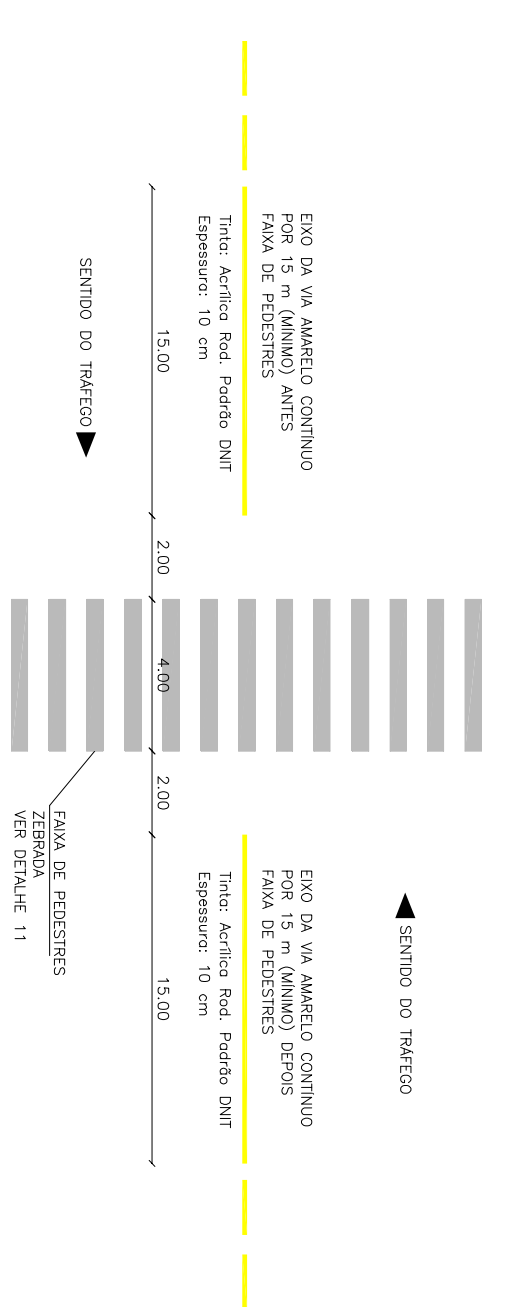 EIXO DA VIA AMARELO CONTÍNUO
POR 15 m (MÍNIMO) ANTES
FAIXA DE PEDESTRES
Tinta: Acrílica Rod. Padrão DNIT
Espessura: 10 cm
15.00
SENTIDO DO TRÁFEGO
2.00
4.00
2.00
FAIXA DE PEDESTRES
ZEBRADA
VER DETALHE 11
SENTIDO DO TRÁFEGO
EIXO DA VIA AMARELO CONTÍNUO
POR 15 m (MÍNIMO) DEPOIS
FAIXA DE PEDESTRES
Tinta: Acrílica Rod. Padrão DNIT
Espessura: 10 cm
15.00